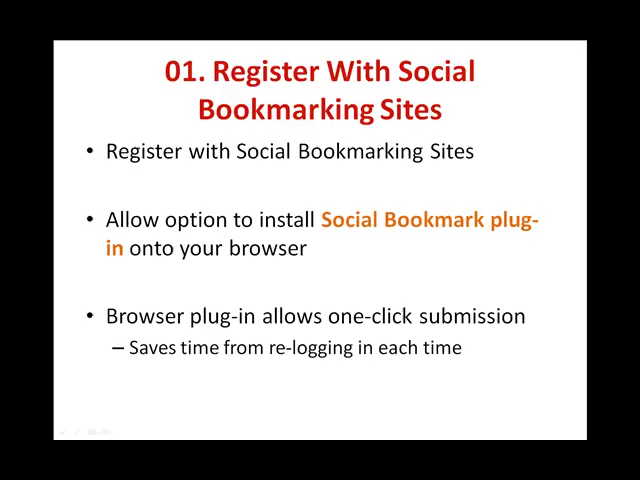 01. Register With Social
Bookmarking Sites
• Register with Social Bookmarking Sites
• Allow option to install Social Bookmark plug-
in onto your browser
• Browser plug-in allows one-click submission
– Saves time from re-logging in each time